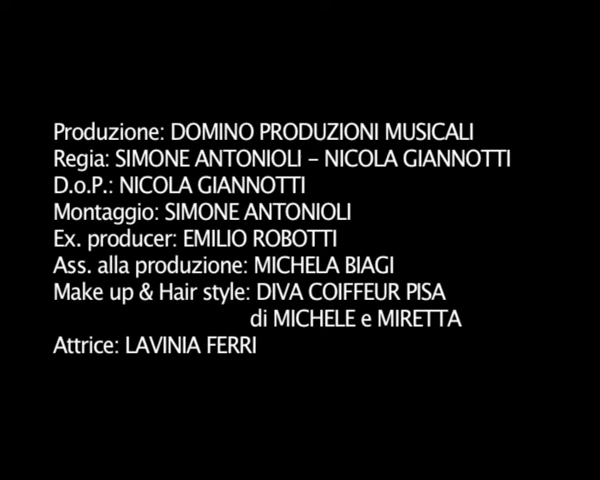 Produzione: DOMINO PRODUZIONI MUSICALI
Regia: SIMONE ANTONIOLI – NICOLA GIANNOTTI
D.o.P.: NICOLA GIANNOTTI
Montaggio: SIMONE ANTONIOLI
Ex. producer: EMILIO ROBOTTI
Ass. alla produzione: MICHELA BIAGI
Make up & Hair style: DIVA COIFFEUR PISA
di MICHELE e MIRETTA
Attrice: LAVINIA FERRI